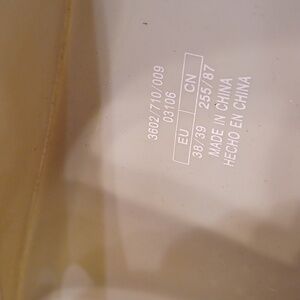 3602/710/009
03106
EU CN
38/39 255/87
MADE IN CHINA
HECHO EN CHINA